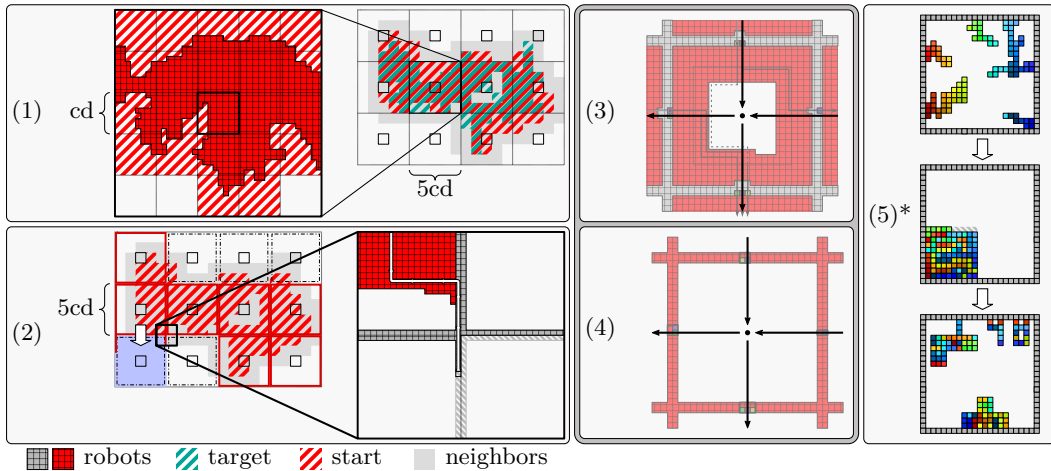 (1)
cd
5cd
(2)
5cd
(3)
(4)
(5)*
robots target start neighbors